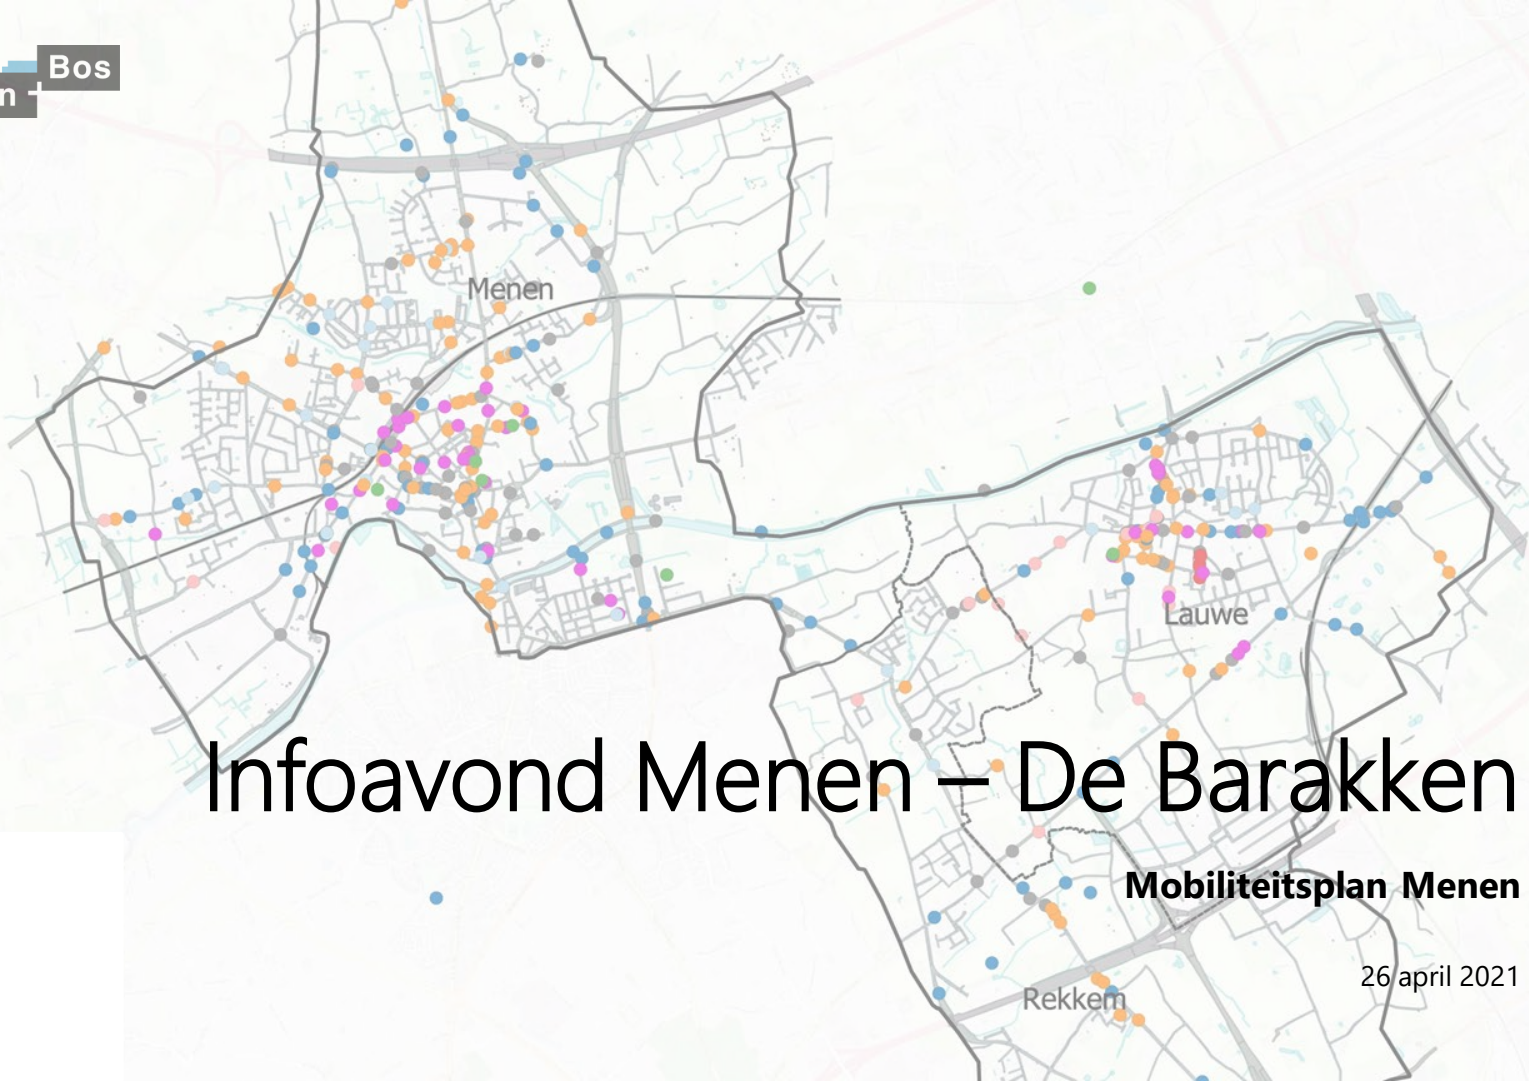 Bos
n +
Menen
Lauwe
Infoavond Menen – De Barakken
Mobiliteitsplan Menen
26 april 2021
Rekkem